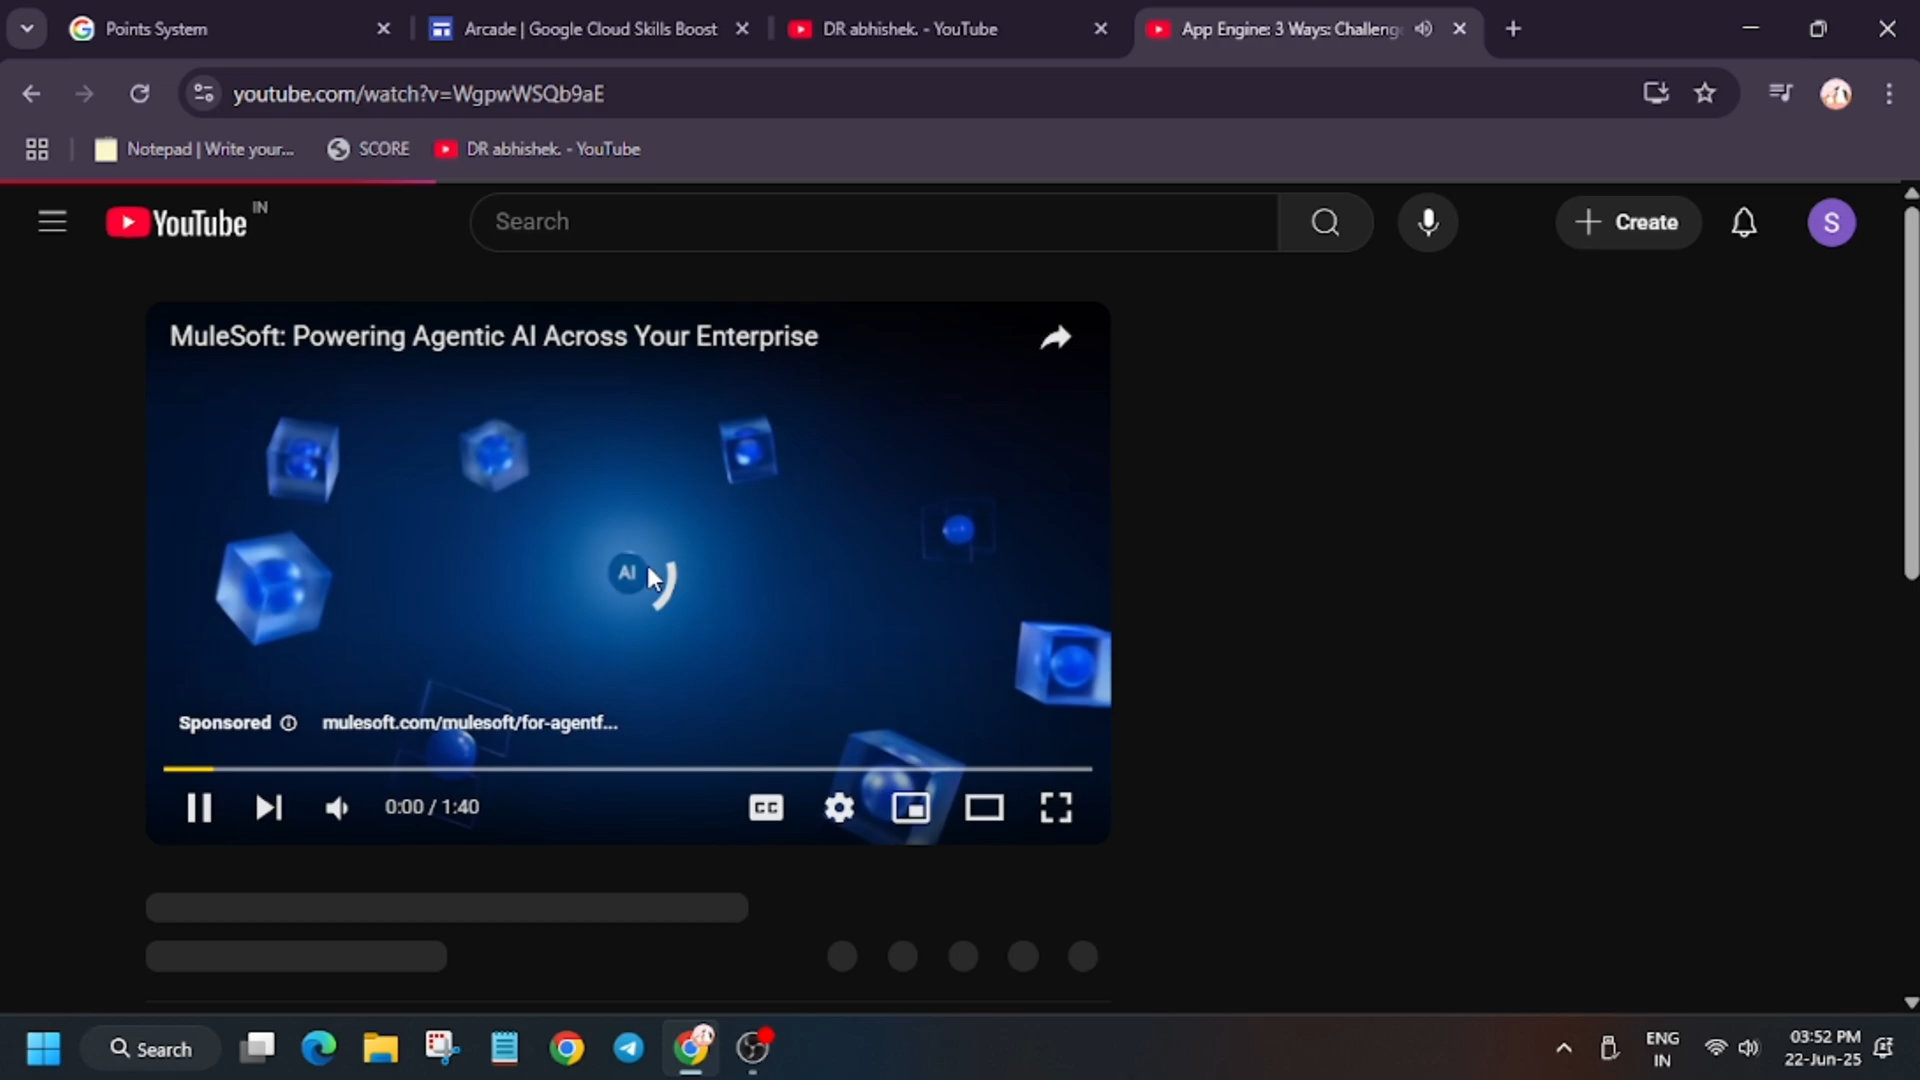 Points System
Arcade | Google Cloud Skills Boost
DR abhishek. - YouTube
App Engine: 3 Ways: Challeng
youtube.com/watch?v=WgpwWSQb9aE
Notepad | Write your...
SCORE
DR abhishek. - YouTube
YouTube IN
Search
Create
S
MuleSoft: Powering Agentic AI Across Your Enterprise
AI
Sponsored
mulesoft.com/mulesoft/for-agentf...
0:00 / 1:40
CC
Search
ENG
IN
03:52 PM
22-Jun-25